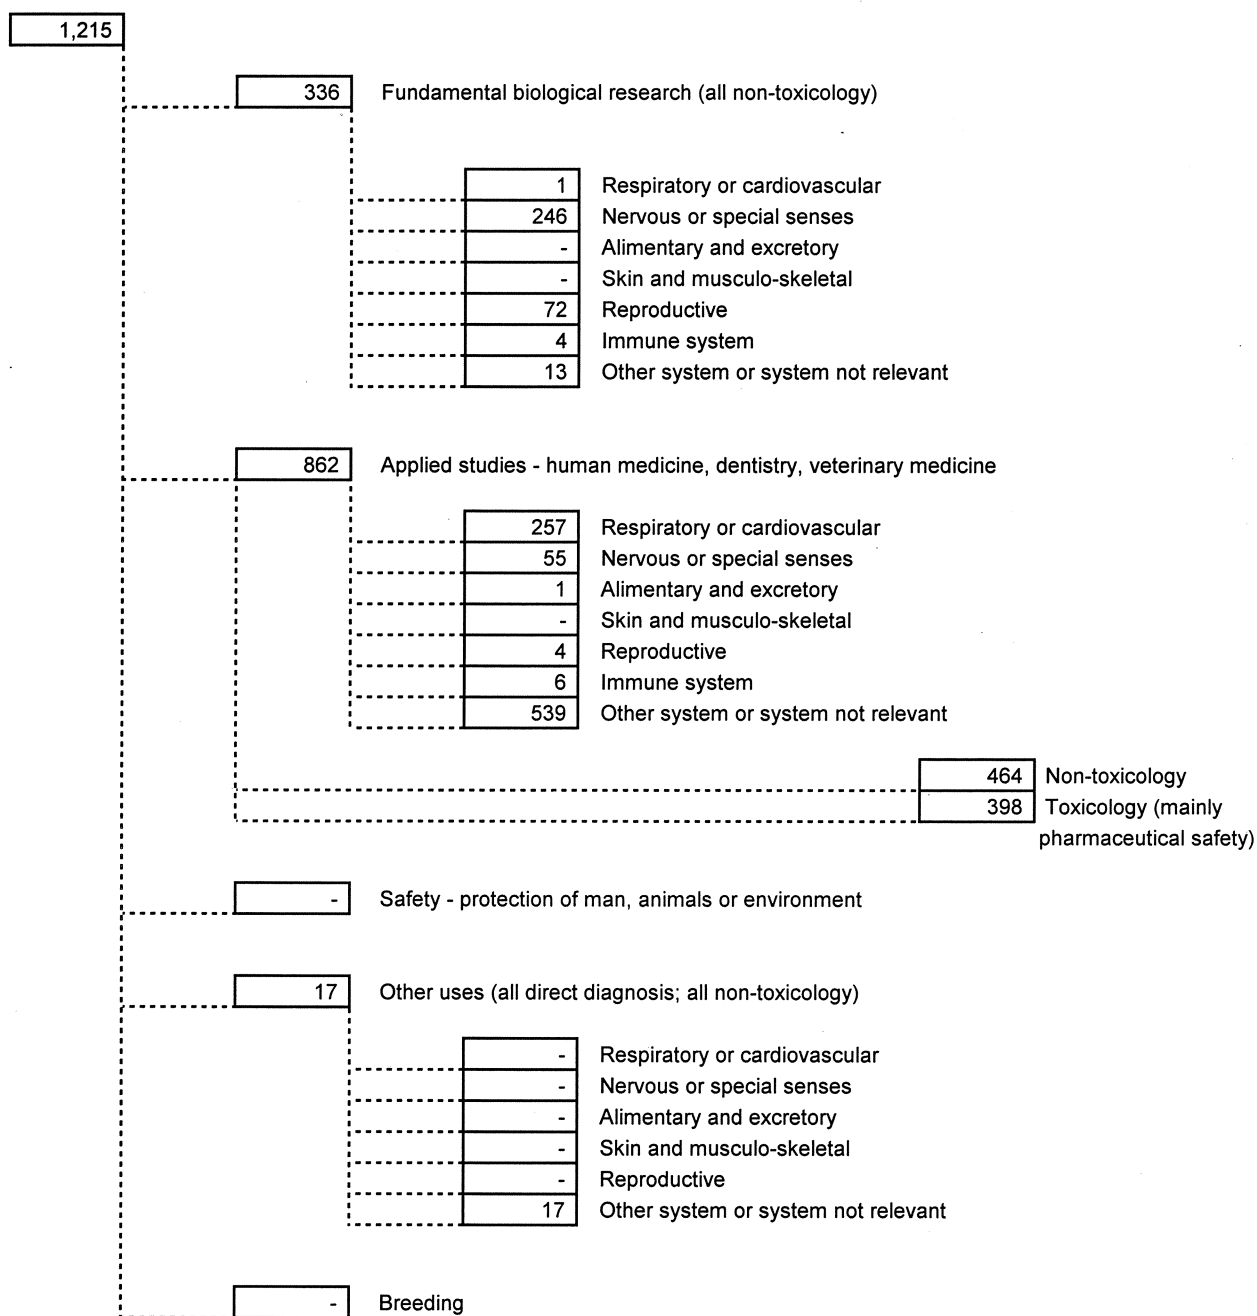 1,215
336 Fundamental biological research (all non-toxicology)
1 Respiratory or cardiovascular
246 Nervous or special senses
- Alimentary and excretory
- Skin and musculo-skeletal
72 Reproductive
4 Immune system
13 Other system or system not relevant
862 Applied studies - human medicine, dentistry, veterinary medicine
257 Respiratory or cardiovascular
55 Nervous or special senses
1 Alimentary and excretory
- Skin and musculo-skeletal
4 Reproductive
6 Immune system
539 Other system or system not relevant
464 Non-toxicology
398 Toxicology (mainly
pharmaceutical safety)
- Safety - protection of man, animals or environment
17 Other uses (all direct diagnosis; all non-toxicology)
- Respiratory or cardiovascular
- Nervous or special senses
- Alimentary and excretory
- Skin and musculo-skeletal
- Reproductive
17 Other system or system not relevant
- Breeding